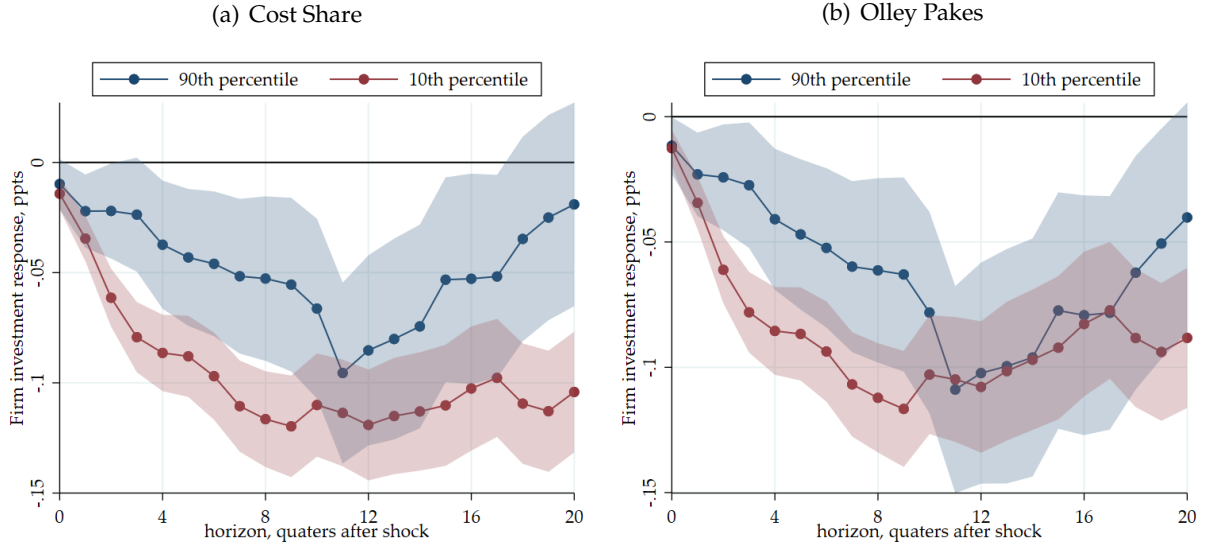 (a) Cost Share
90th percentile
10th percentile
Firm investment response, ppts
0
-.05
-.1
-.15
0
4
8
12
16
20
horizon, quaters after shock
(b) Olley Pakes
90th percentile
10th percentile
Firm investment response, ppts
0
-.05
-.1
-.15
0
4
8
12
16
20
horizon, quaters after shock